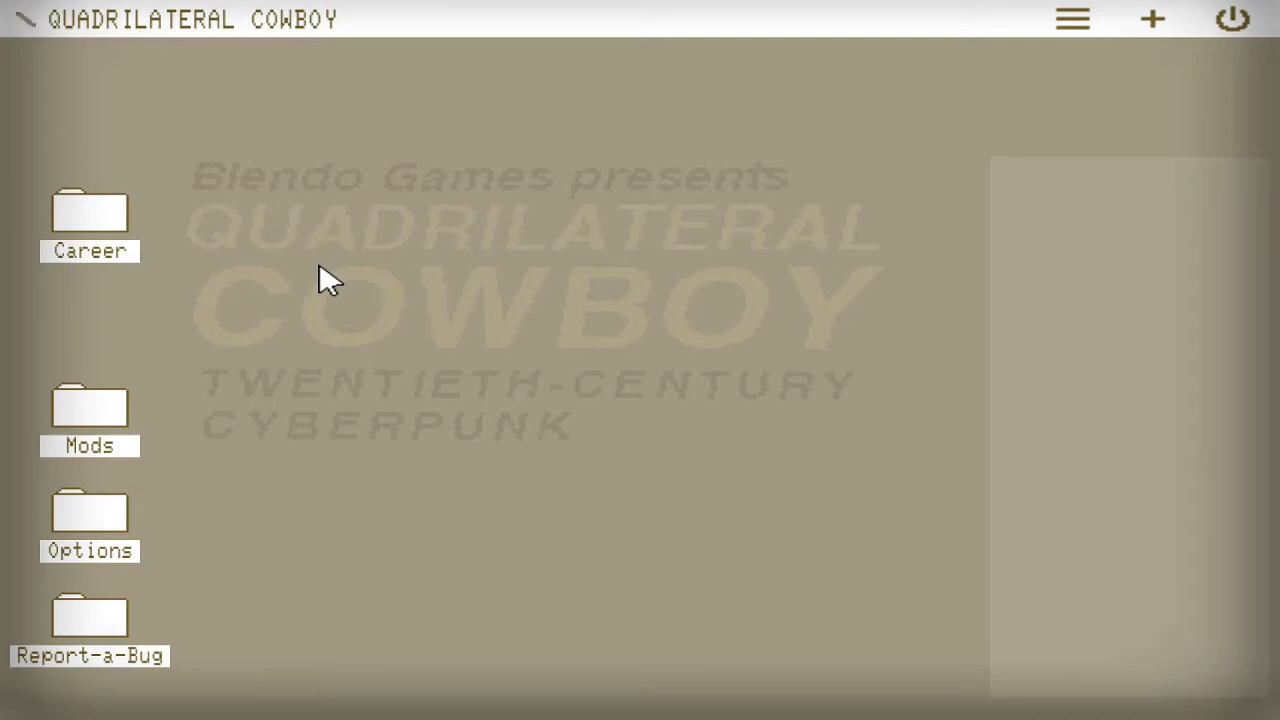 QUADRILATERAL COWBOY
Blendo Games presents
QUADRILATERAL
COWBOY
TWENTIETH-CENTURY
CYBERPUNK
Career
Mods
Options
Report-a-Bug